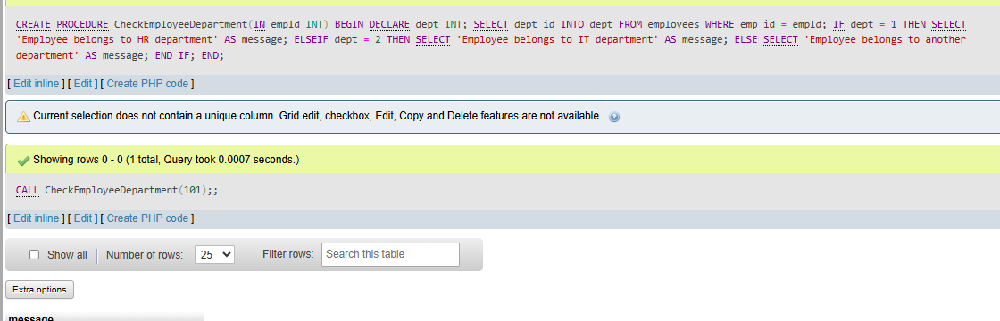 CREATE PROCEDURE CheckEmployeeDepartment(IN empId INT) BEGIN DECLARE dept INT; SELECT dept_id INTO dept FROM employees WHERE emp_id = empId; IF dept = 1 THEN SELECT
'Employee belongs to HR department' AS message; ELSEIF dept = 2 THEN SELECT 'Employee belongs to IT department' AS message; ELSE SELECT 'Employee belongs to another
department' AS message; END IF; END;
[ Edit inline ] [ Edit ] [ Create PHP code ]
Current selection does not contain a unique column. Grid edit, checkbox, Edit, Copy and Delete features are not available.
Showing rows 0 - 0 (1 total, Query took 0.0007 seconds.)
CALL CheckEmployeeDepartment(101);;
[ Edit inline ] [ Edit ] [ Create PHP code ]
Show all Number of rows: 25 Filter rows: Search this table
Extra options
message